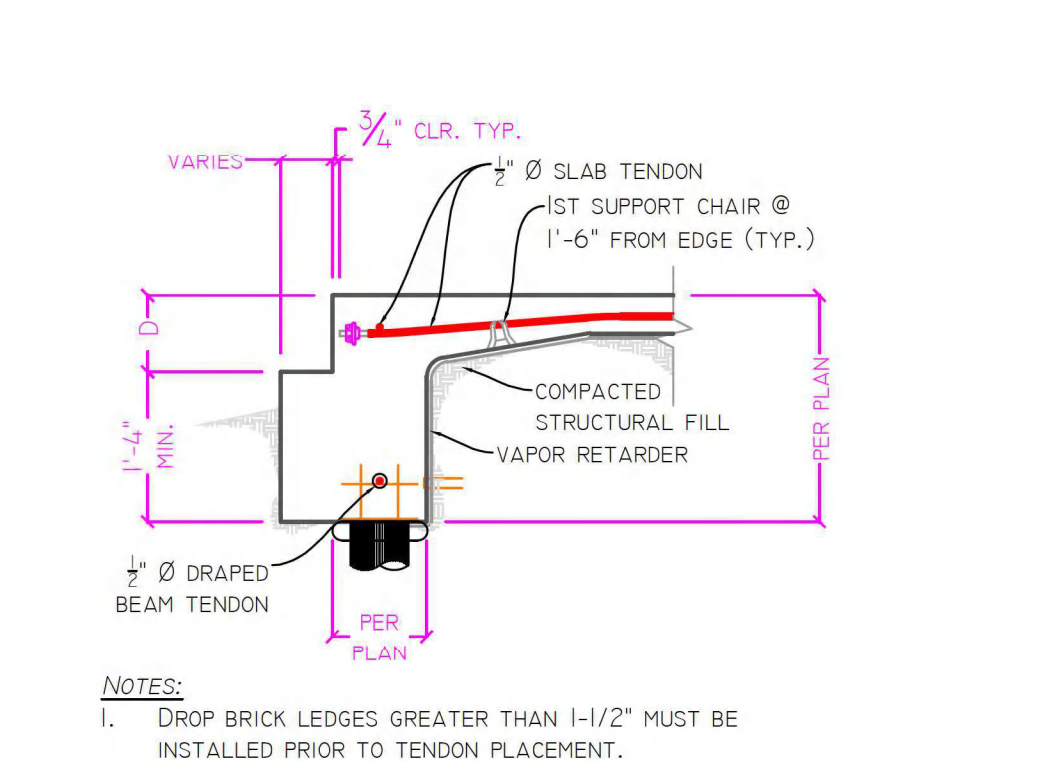 3/4" CLR. TYP.
VARIES
1/2" Ø SLAB TENDON
1ST SUPPORT CHAIR @
1'-6" FROM EDGE (TYP.)
D
1'-4"
MIN.
COMPACTED
STRUCTURAL FILL
VAPOR RETARDER
PER PLAN
1/2" Ø DRAPED
BEAM TENDON
PER
PLAN
NOTES:
1. DROP BRICK LEDGES GREATER THAN 1-1/2" MUST BE
INSTALLED PRIOR TO TENDON PLACEMENT.